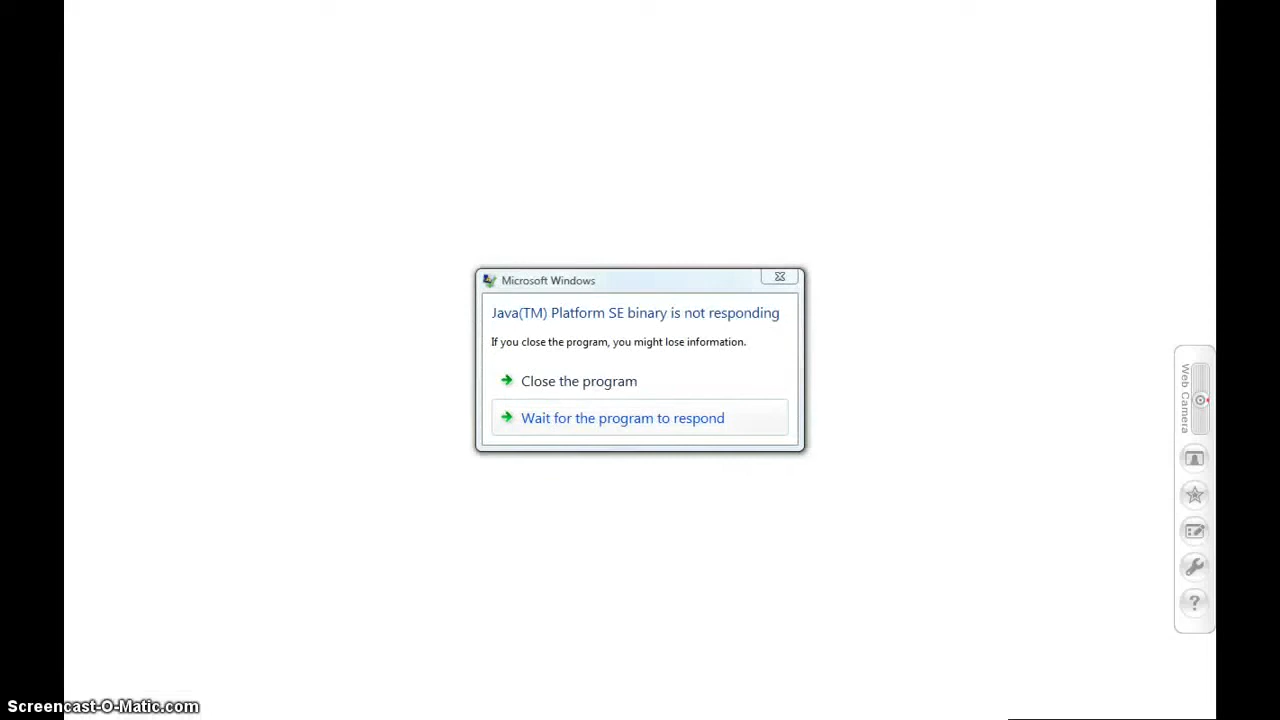 Microsoft Windows
Java(TM) Platform SE binary is not responding
If you close the program, you might lose information.
Close the program
Wait for the program to respond
Web Camera
?
Screencast-O-Matic.com